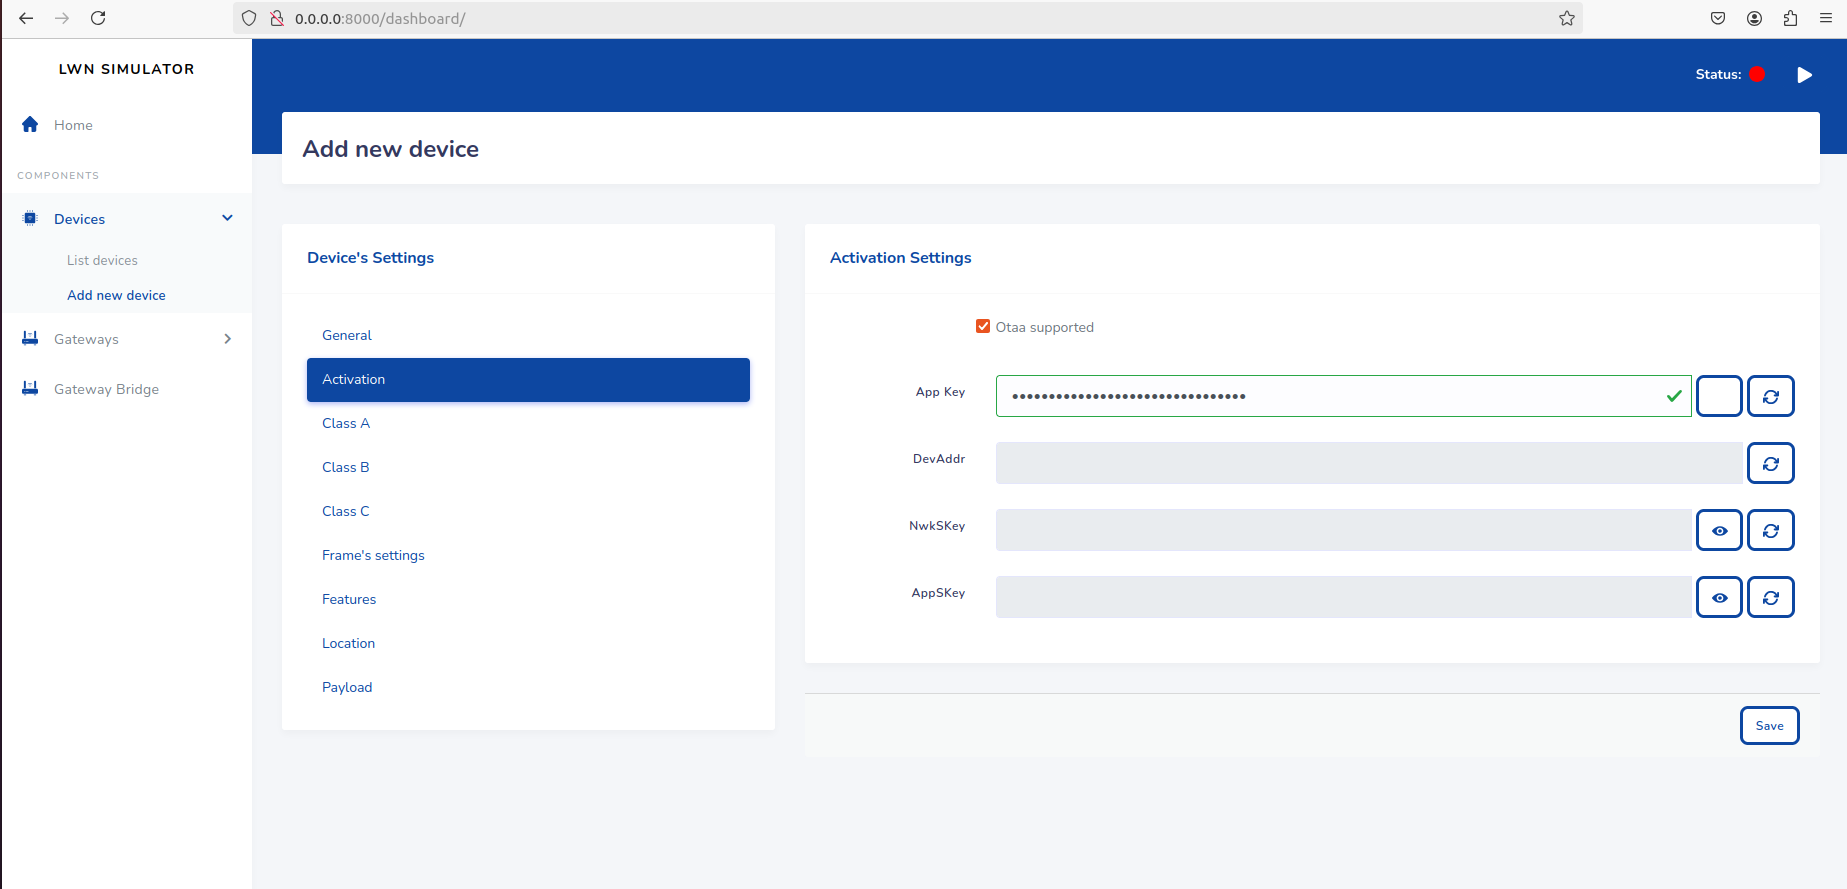 0.0.0.0:8000/dashboard/
LWN SIMULATOR
Status:
Home
Add new device
COMPONENTS
Devices
List devices
Add new device
Gateways
Gateway Bridge
Device's Settings
General
Activation
Class A
Class B
Class C
Frame's settings
Features
Location
Payload
Activation Settings
Otaa supported
App Key
DevAddr
NwkSKey
AppSKey
Save